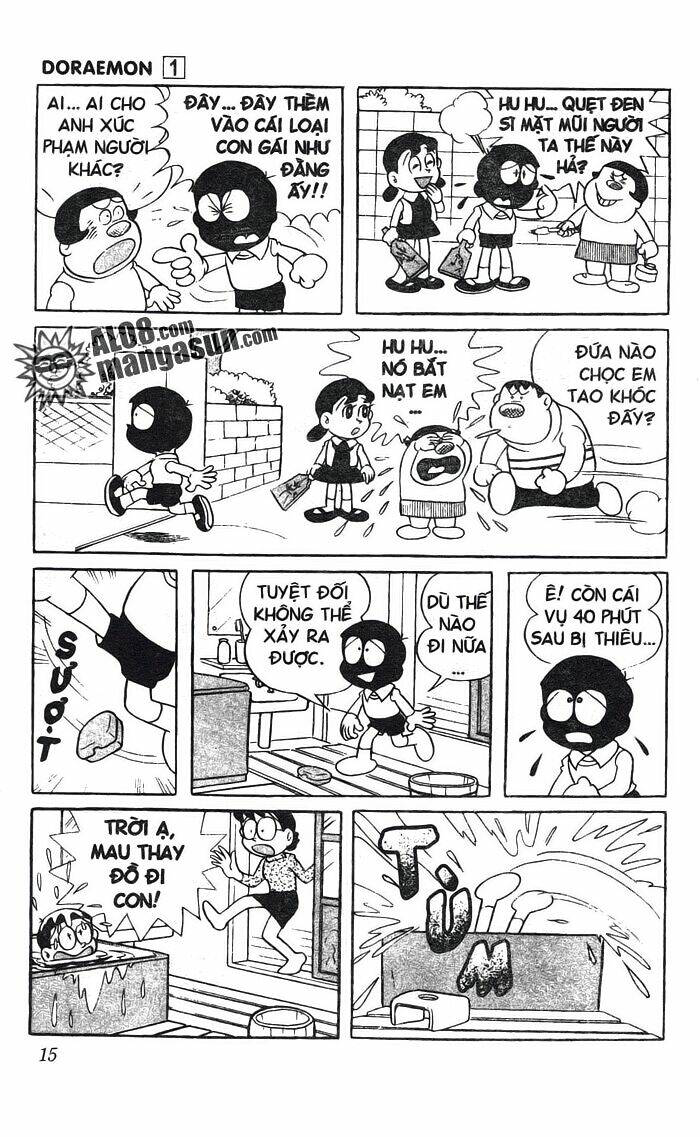 DORAEMON 1
HU HU... QUẸT ĐEN
SÌ MẶT MŨI NGƯỜI
TA THẾ NÀY
HẢ?
ĐÂY... ĐÂY THÈM
VÀO CÁI LOẠI
CON GÁI NHƯ
ĐẰNG
ẤY!!
AI... AI CHO
ANH XÚC
PHẠM NGƯỜI
KHÁC?
ALO8.com
mangasun.com
ĐỨA NÀO
CHỌC EM
TAO KHÓC
ĐẤY?
HU HU...
NÓ BẮT
NẠT EM
...
Ê! CÒN CÁI
VỤ 40 PHÚT
SAU BỊ THIÊU...
DÙ THẾ
NÀO
ĐI NỮA
...
TUYỆT ĐỐI
KHÔNG THỂ
XẢY RA
ĐƯỢC.
SƯỢT
TÙM
TRỜI Ạ,
MAU THAY
ĐỒ ĐI
CON!
15